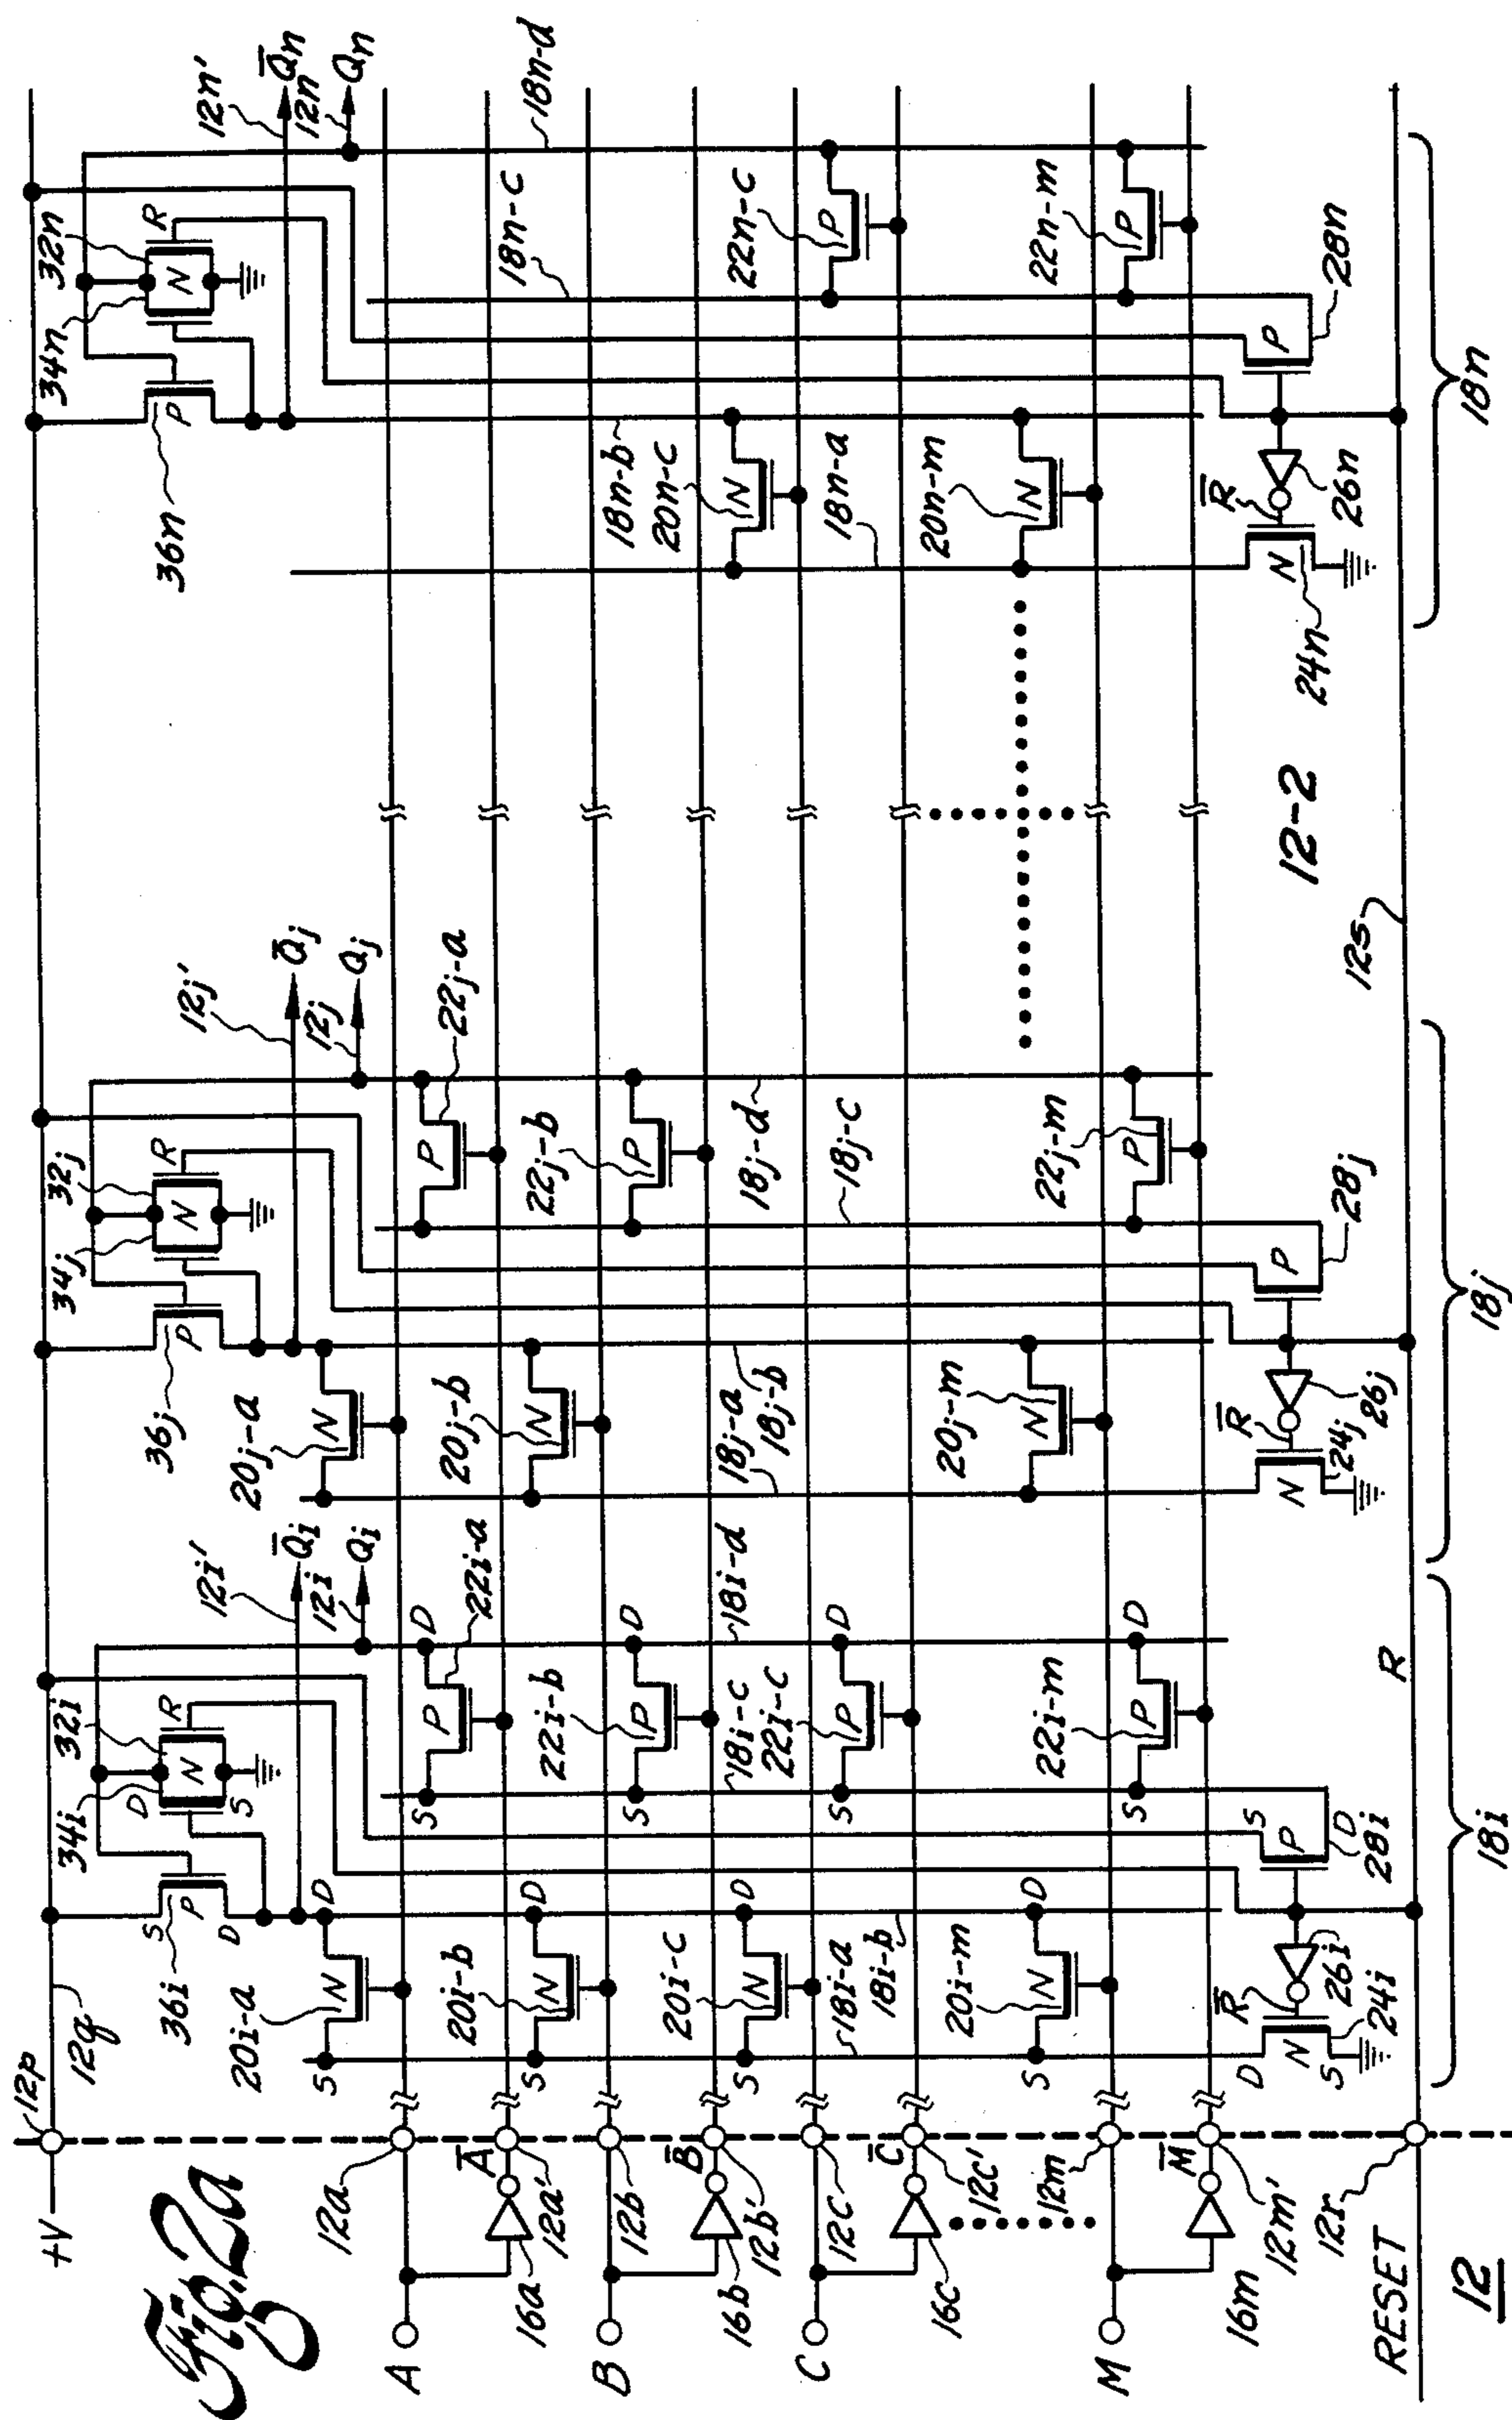 Fig. 2a
+V
12p
12q
A
12a
Ā
12a'
16a
B
12b
B̄
12b'
16b
C
12c
C̄
12c'
16c
M
12m
M̄
12m'
16m
RESET
12r
R
12s
12
12-2
36i
S
P
D
34i
D
N
S
32i
R
12i'
Q̄i
12i
Qi
20i-a
S
N
D
22i-a
P
D
S
20i-b
S
N
D
22i-b
S
P
D
18i-d
20i-c
S
N
D
18i-c
22i-c
S
P
D
18i-a
18i-b
20i-m
S
N
D
22i-m
S
P
D
R̄
D
N
S
24i
26i
S
P
D
28i
18i
36j
P
34j
N
32j
R
12j'
Q̄j
12j
Qj
20j-a
N
22j-a
P
20j-b
N
22j-b
P
18j-a
18j-b
18j-d
18j-c
20j-m
N
22j-m
P
R̄
N
24j
26j
P
28j
18j
36n
P
34n
N
32n
R
12n'
Q̄n
12n
Qn
18n-d
18n-c
18n-b
20n-c
N
22n-c
P
18n-a
20n-m
N
22n-m
P
R̄
N
24n
26n
P
28n
18n